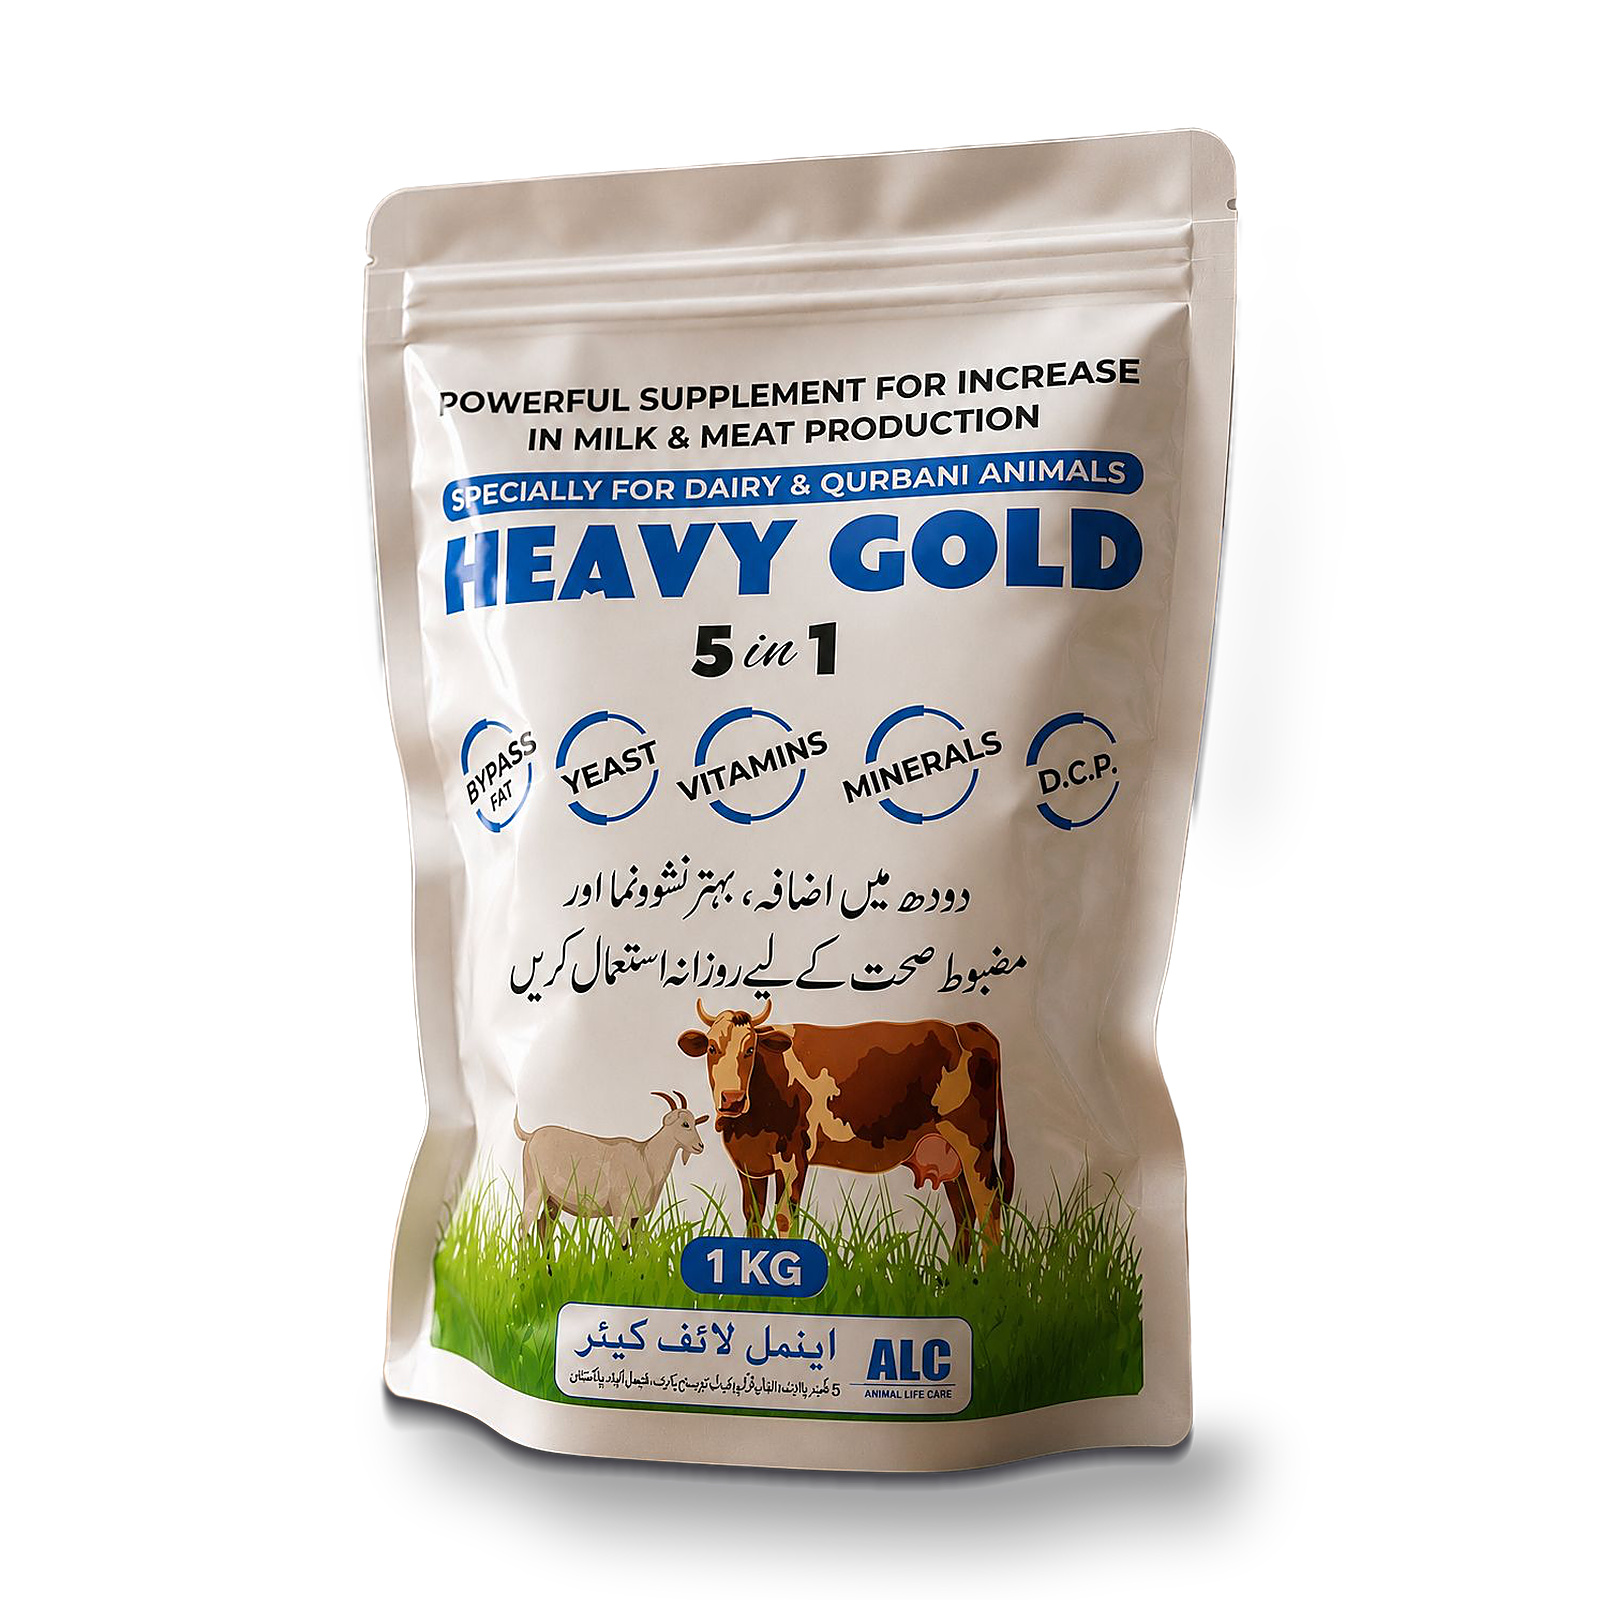 POWERFUL SUPPLEMENT FOR INCREASE
IN MILK & MEAT PRODUCTION
SPECIALLY FOR DAIRY & QURBANI ANIMALS
HEAVY GOLD
5 in 1
BYPASS
FAT
YEAST
VITAMINS
MINERALS
D.C.P.
دودھ میں اضافہ، بہتر نشوونما اور
مضبوط صحت کے لیے روزانہ استعمال کریں
1 KG
اینمل لائف کیئر
ALC
ANIMAL LIFE CARE
5